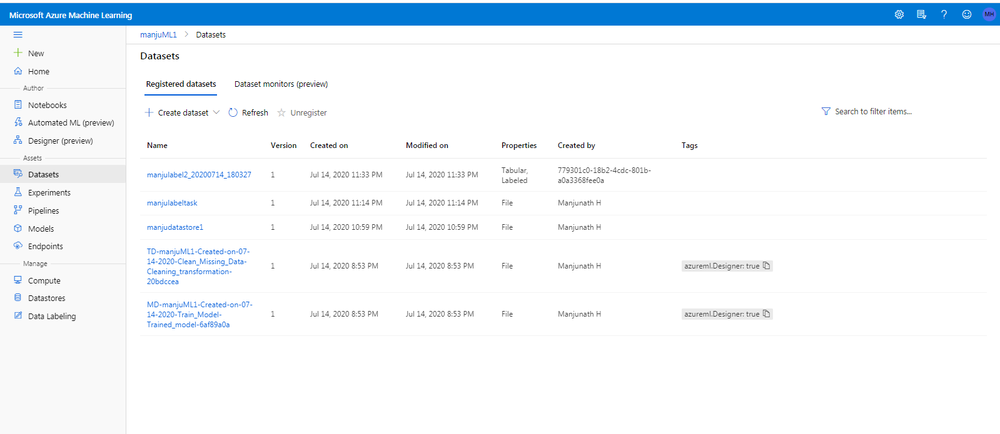 Microsoft Azure Machine Learning
MH
manjuML1 > Datasets
New
Home
Author
Notebooks
Automated ML (preview)
Designer (preview)
Assets
Datasets
Experiments
Pipelines
Models
Endpoints
Manage
Compute
Datastores
Data Labeling
Datasets
Registered datasets Dataset monitors (preview)
Create dataset Refresh Unregister Search to filter items...
Name Version Created on Modified on Properties Created by Tags
manjulabel2_20200714_180327 1 Jul 14, 2020 11:33 PM Jul 14, 2020 11:33 PM Tabular, 779301c0-18b2-4cdc-801b-
Labeled a0a3368fee0a
manjulabeltask 1 Jul 14, 2020 11:14 PM Jul 14, 2020 11:14 PM File Manjunath H
manjudatastore1 1 Jul 14, 2020 10:59 PM Jul 14, 2020 10:59 PM File Manjunath H
TD-manjuML1-Created-on-07-
14-2020-Clean_Missing_Data-
Cleaning_transformation-
20bdccea
1 Jul 14, 2020 8:53 PM Jul 14, 2020 8:53 PM File Manjunath H azureml.Designer: true
MD-manjuML1-Created-on-07-
14-2020-Train_Model-
Trained_model-6af89a0a
1 Jul 14, 2020 8:53 PM Jul 14, 2020 8:53 PM File Manjunath H azureml.Designer: true